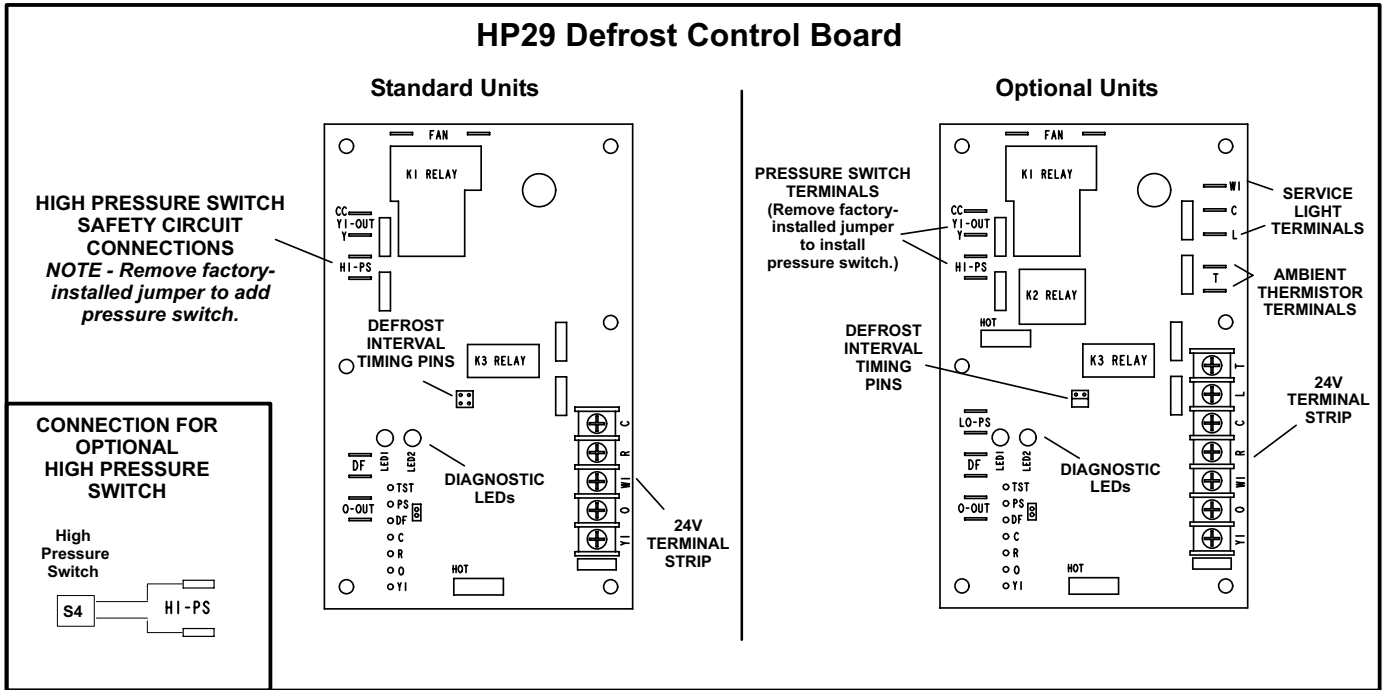 HP29 Defrost Control Board
Standard Units
FAN
K1 RELAY
HIGH PRESSURE SWITCH
SAFETY CIRCUIT
CONNECTIONS
NOTE - Remove factory-
installed jumper to add
pressure switch.
CC
Y1-OUT
Y
HI-PS
DEFROST
INTERVAL
TIMING PINS
K3 RELAY
LED1
LED2
DIAGNOSTIC
LEDs
DF
O-OUT
TST
PS
DF
C
R
O
Y1
HOT
C
R
W1
O
Y1
24V
TERMINAL
STRIP
CONNECTION FOR
OPTIONAL
HIGH PRESSURE
SWITCH
High
Pressure
Switch
S4
HI-PS
Optional Units
FAN
K1 RELAY
PRESSURE SWITCH
TERMINALS
(Remove factory-
installed jumper
to install
pressure switch.)
CC
Y1-OUT
Y
HI-PS
K2 RELAY
HOT
W1
C
L
SERVICE
LIGHT
TERMINALS
T
AMBIENT
THERMISTOR
TERMINALS
DEFROST
INTERVAL
TIMING
PINS
K3 RELAY
LO-PS
LED1
LED2
DIAGNOSTIC
LEDs
DF
O-OUT
TST
PS
DF
C
R
O
Y1
HOT
T
L
C
R
W1
O
Y1
24V
TERMINAL
STRIP